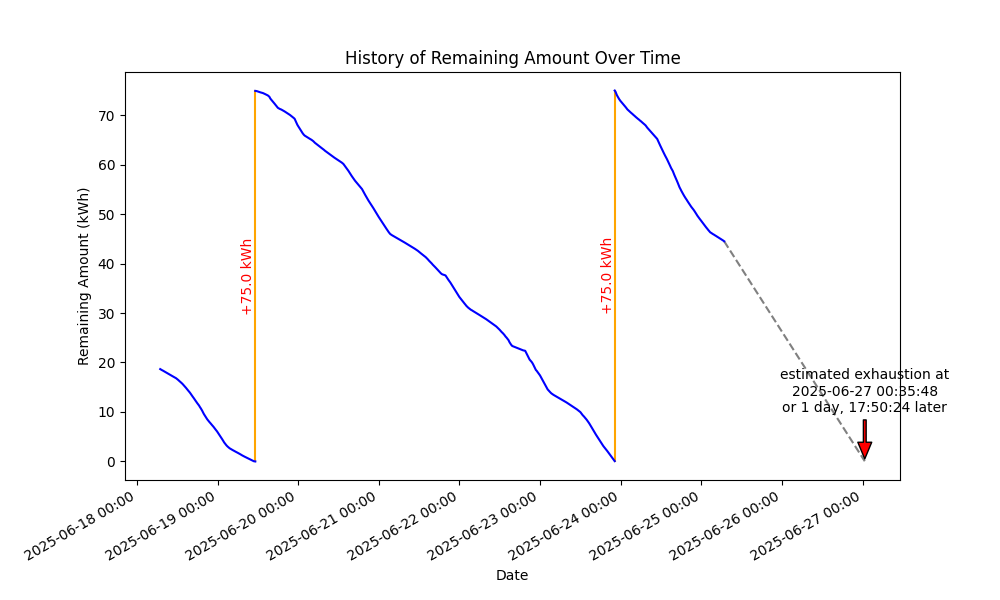 History of Remaining Amount Over Time
Remaining Amount (kWh)
70
60
50
40
30
20
10
0
+75.0 kWh
+75.0 kWh
estimated exhaustion at
2025-06-27 00:35:48
or 1 day, 17:50:24 later
2025-06-18 00:00
2025-06-19 00:00
2025-06-20 00:00
2025-06-21 00:00
2025-06-22 00:00
2025-06-23 00:00
2025-06-24 00:00
2025-06-25 00:00
2025-06-26 00:00
2025-06-27 00:00
Date